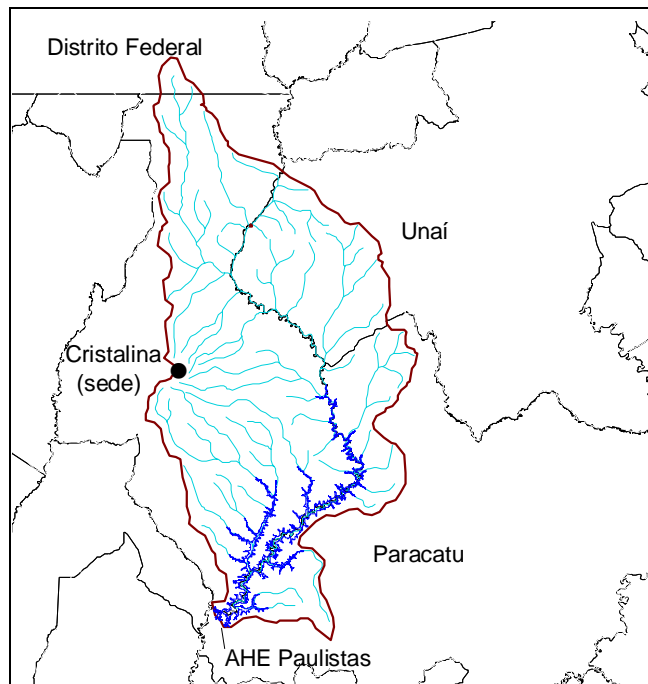 Distrito Federal
Unaí
Cristalina
(sede)
Paracatu
AHE Paulistas